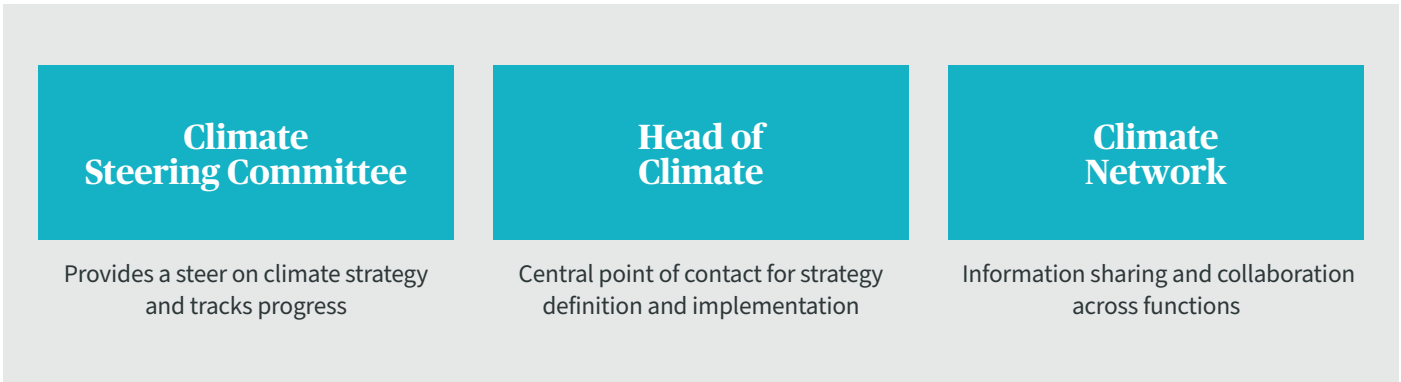 Climate
Steering Committee
Provides a steer on climate strategy
and tracks progress
Head of
Climate
Central point of contact for strategy
definition and implementation
Climate
Network
Information sharing and collaboration
across functions